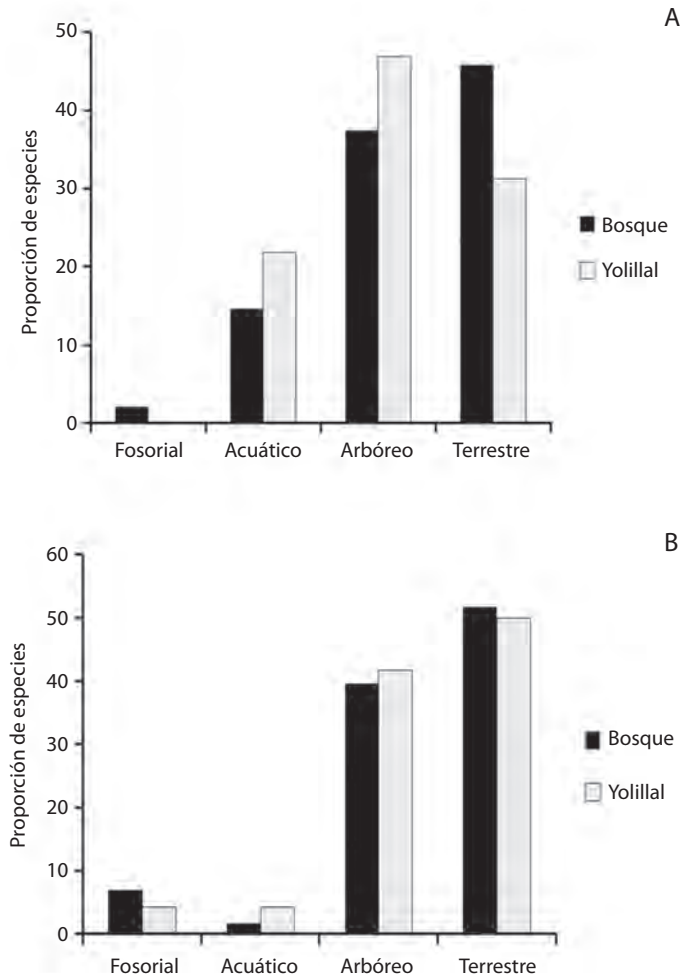 A
50
40
30
20
10
0
Proporción de especies
Fosorial Acuático Arbóreo Terrestre
Bosque
Yolillal
B
60
50
40
30
20
10
0
Proporción de especies
Fosorial Acuático Arbóreo Terrestre
Bosque
Yolillal